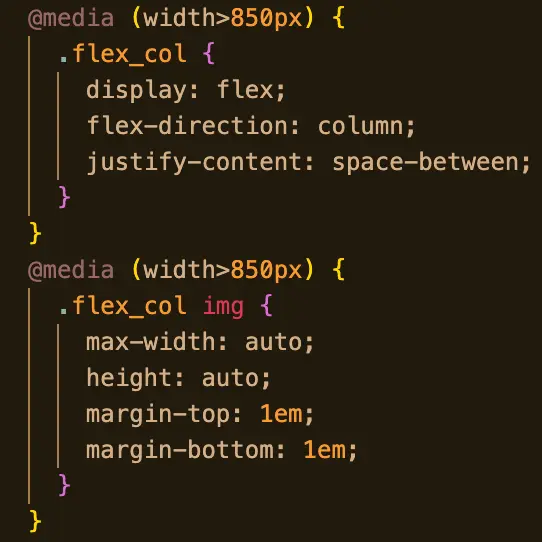 @media (width>850px) {
  .flex_col {
    display: flex;
    flex-direction: column;
    justify-content: space-between;
  }
}
@media (width>850px) {
  .flex_col img {
    max-width: auto;
    height: auto;
    margin-top: 1em;
    margin-bottom: 1em;
  }
}